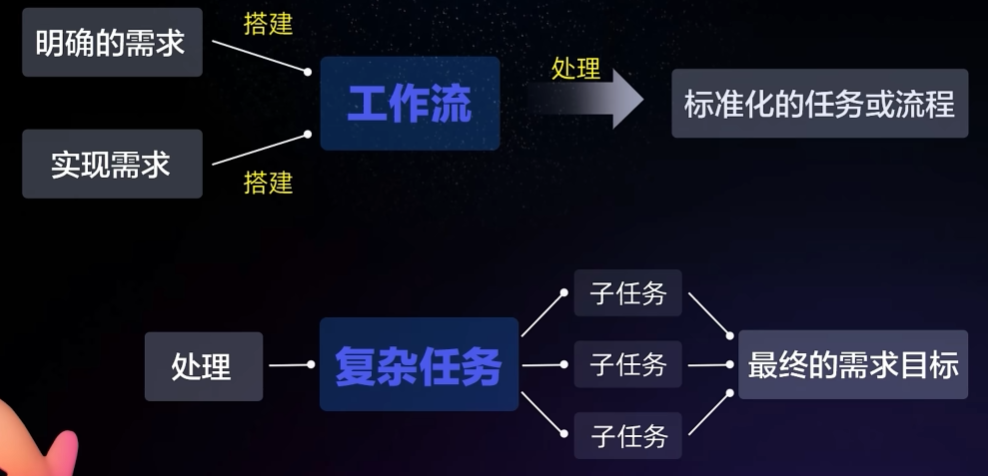 搭建
明确的需求
工作流
处理
标准化的任务或流程
实现需求
搭建
子任务
处理
复杂任务
子任务
最终的需求目标
子任务